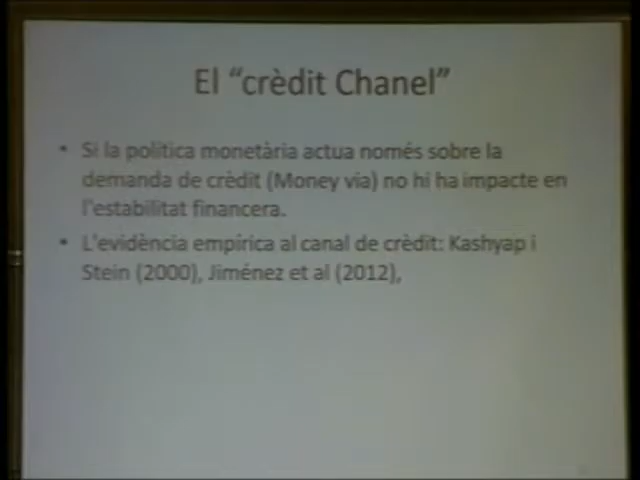 El “crèdit Chanel”
• Si la política monetària actua només sobre la
demanda de crèdit (Money via) no hi ha impacte en
l'estabilitat financera.
• L'evidència empírica al canal de crèdit: Kashyap i
Stein (2000), Jiménez et al (2012),